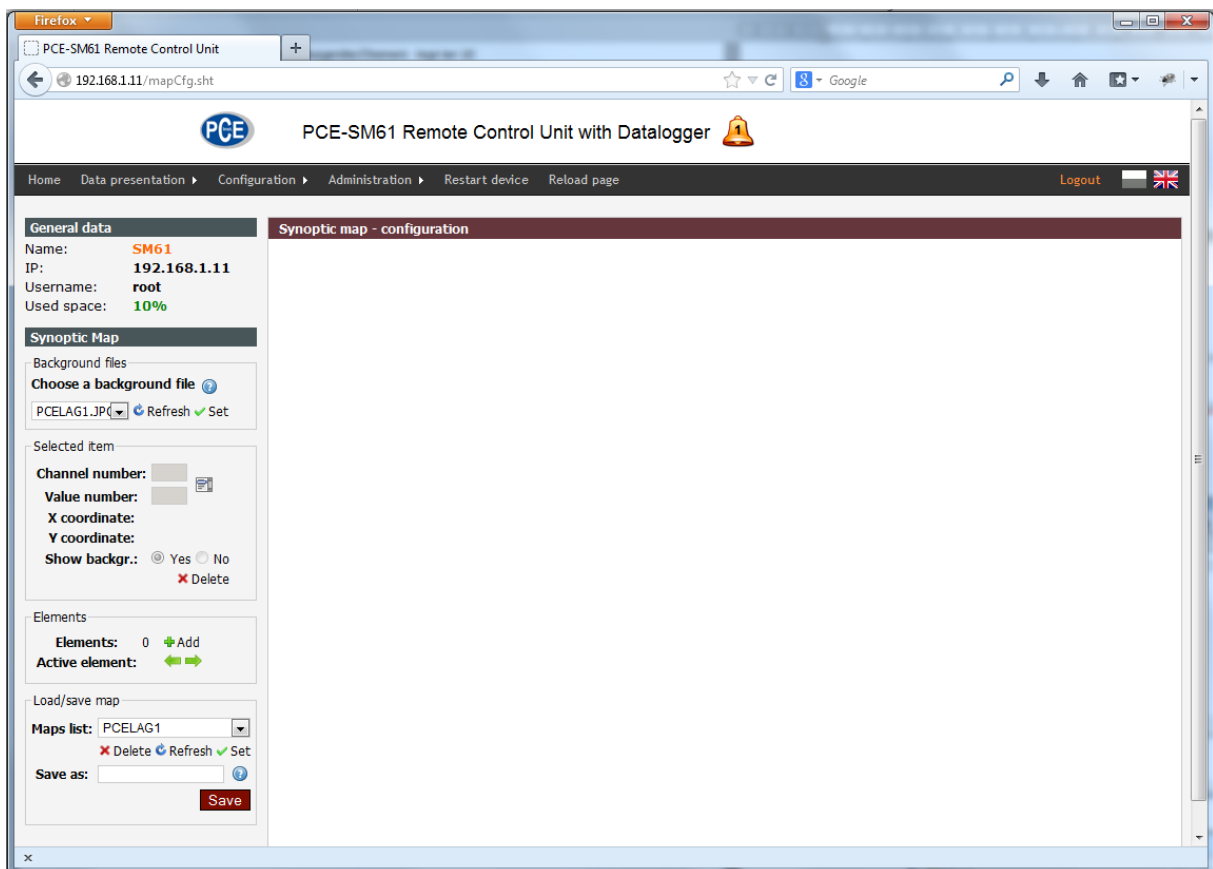 Firefox
PCE-SM61 Remote Control Unit
+
192.168.1.11/mapCfg.sht
8
Google
PCE
PCE-SM61 Remote Control Unit with Datalogger
1
Home Data presentation Configuration Administration Restart device Reload page Logout
General data
Name: SM61
IP: 192.168.1.11
Username: root
Used space: 10%
Synoptic Map
Background files
Choose a background file ?
PCELAG1.JPG Refresh Set
Selected item
Channel number:
Value number:
X coordinate:
Y coordinate:
Show backgr.: Yes No
Delete
Elements
Elements: 0 Add
Active element:
Load/save map
Maps list: PCELAG1
Delete Refresh Set
Save as: ?
Save
Synoptic map - configuration
x